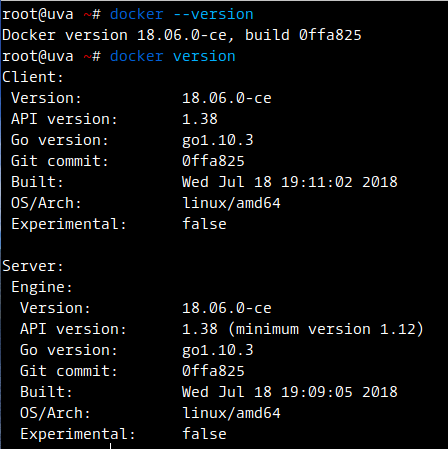 root@uva ~# docker --version
Docker version 18.06.0-ce, build 0ffa825
root@uva ~# docker version
Client:
 Version:           18.06.0-ce
 API version:       1.38
 Go version:        go1.10.3
 Git commit:        0ffa825
 Built:             Wed Jul 18 19:11:02 2018
 OS/Arch:           linux/amd64
 Experimental:      false

Server:
 Engine:
  Version:          18.06.0-ce
  API version:      1.38 (minimum version 1.12)
  Go version:       go1.10.3
  Git commit:       0ffa825
  Built:            Wed Jul 18 19:09:05 2018
  OS/Arch:          linux/amd64
  Experimental:     false